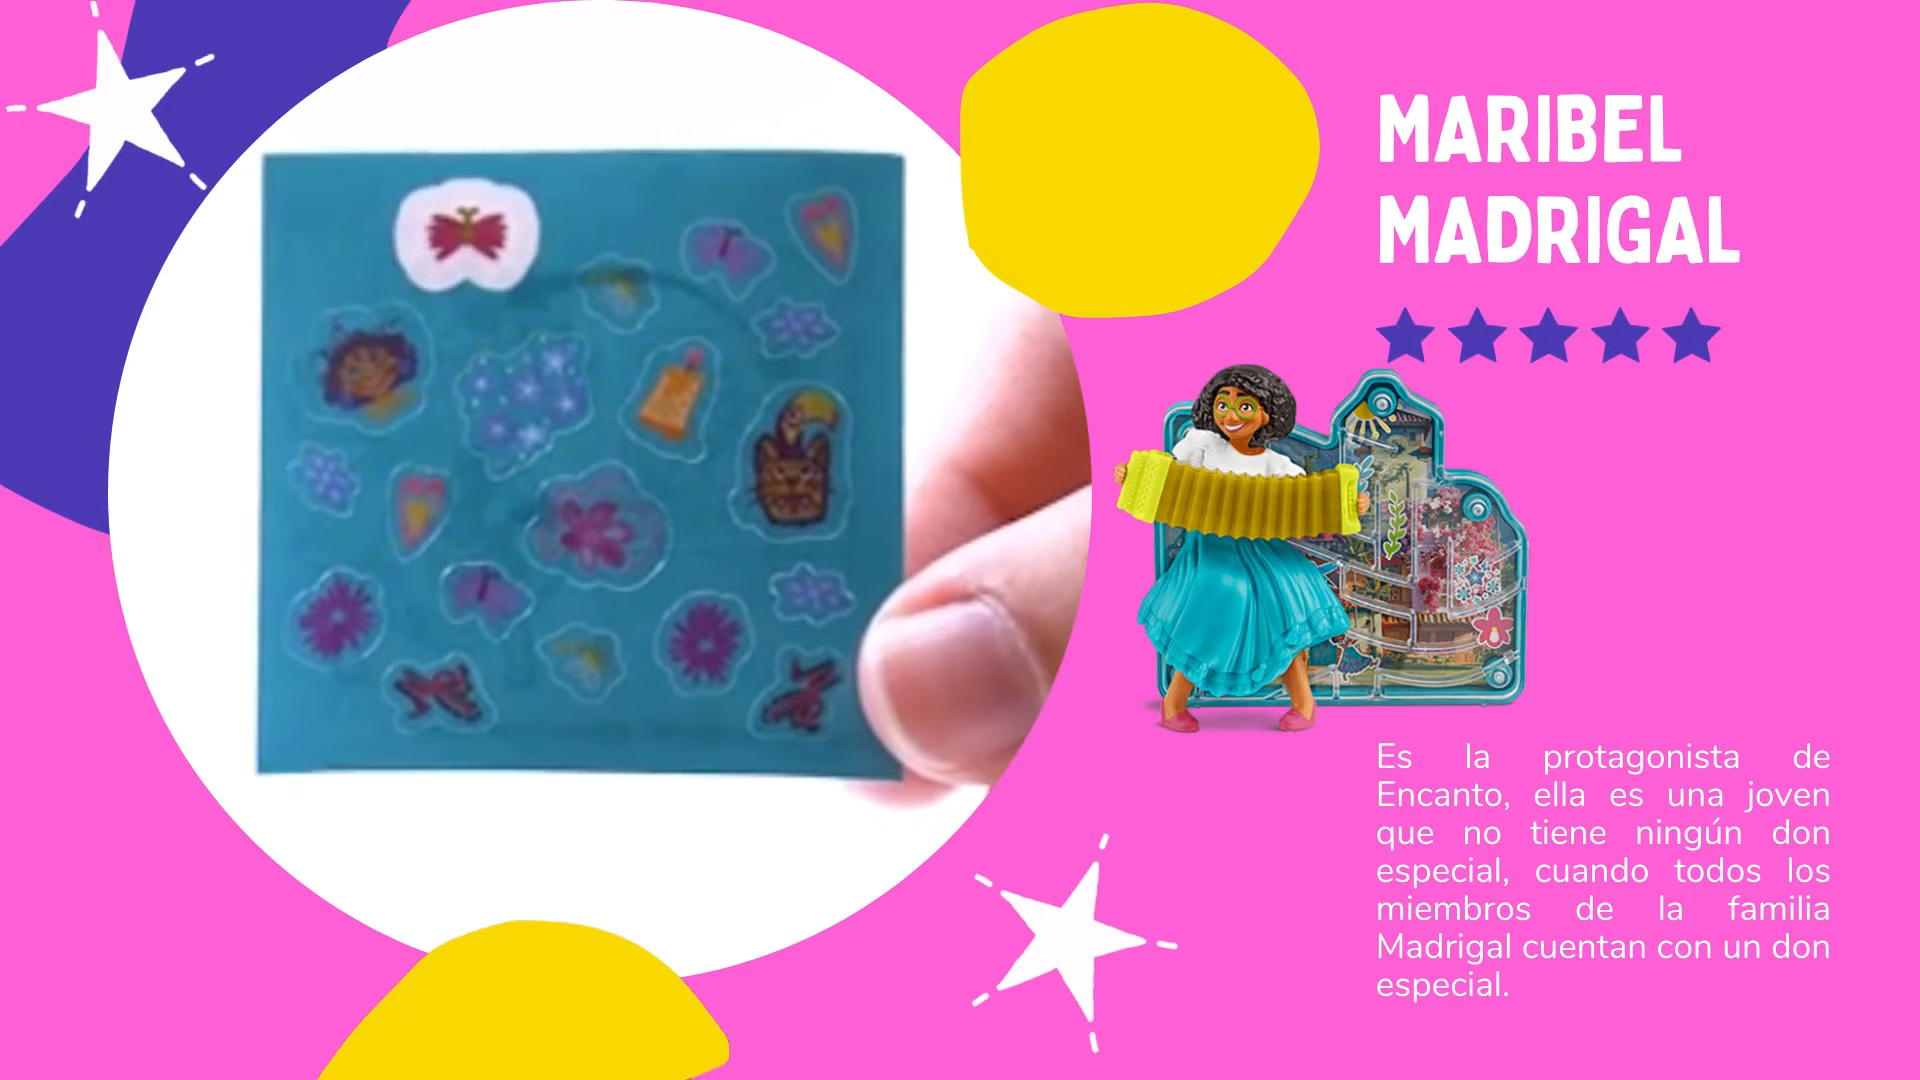 MARIBEL
MADRIGAL
Es la protagonista de
Encanto, ella es una joven
que no tiene ningún don
especial, cuando todos los
miembros de la familia
Madrigal cuentan con un don
especial.